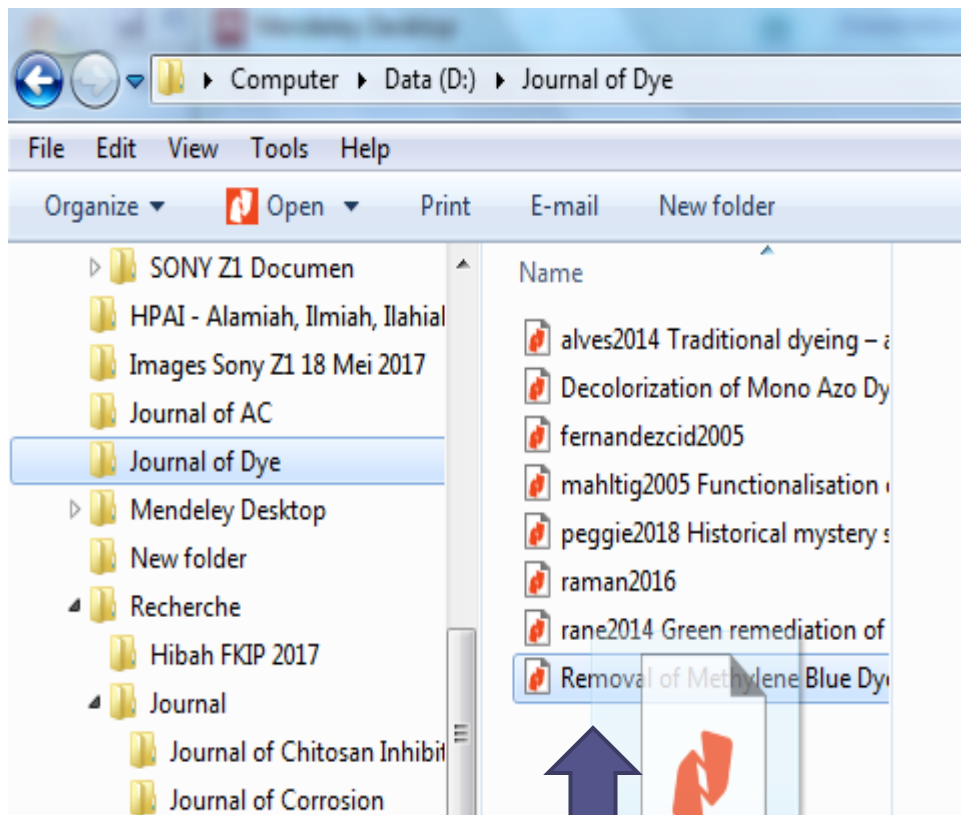 Mendeley Desktop
Computer Data (D:) Journal of Dye
File Edit View Tools Help
Organize Open Print E-mail New folder
SONY Z1 Documen
HPAI - Alamiah, Ilmiah, Ilahial
Images Sony Z1 18 Mei 2017
Journal of AC
Journal of Dye
Mendeley Desktop
New folder
Recherche
Hibah FKIP 2017
Journal
Journal of Chitosan Inhibit
Journal of Corrosion
Name
alves2014 Traditional dyeing – a
Decolorization of Mono Azo Dy
fernandezcid2005
mahltig2005 Functionalisation
peggie2018 Historical mystery s
raman2016
rane2014 Green remediation of
Removal of Methylene Blue Dye